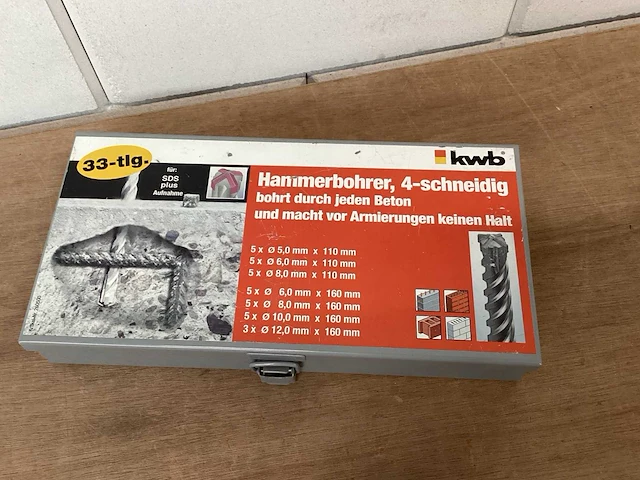 33-tlg.
für:
SDS
plus
Aufnahme
kwb®
Hammerbohrer, 4-schneidig
bohrt durch jeden Beton
und macht vor Armierungen keinen Halt
5 x Ø 5,0 mm x 110 mm
5 x Ø 6,0 mm x 110 mm
5 x Ø 8,0 mm x 110 mm
5 x Ø 6,0 mm x 160 mm
5 x Ø 8,0 mm x 160 mm
5 x Ø 10,0 mm x 160 mm
3 x Ø 12,0 mm x 160 mm